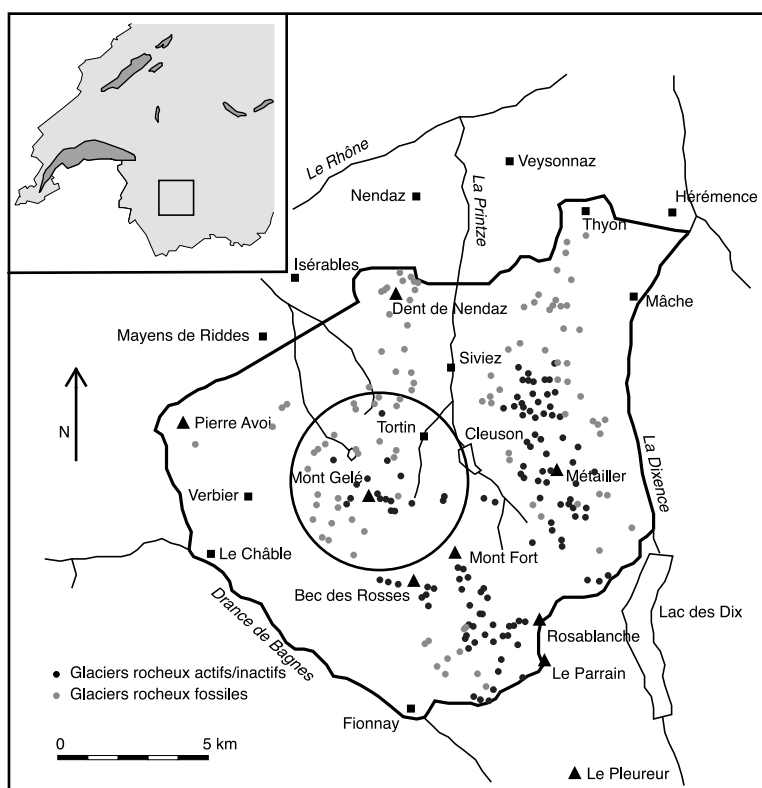 Le Rhône
La Printze
Veysonnaz
Nendaz
Hérémence
Thyon
Isérables
Mâche
Dent de Nendaz
Mayens de Riddes
Siviez
N
Pierre Avoi
Tortin
Cleuson
La Dixence
Mont Gelé
Métailler
Verbier
Le Châble
Mont Fort
Bec des Rosses
Drance de Bagnes
Lac des Dix
Rosablanche
Glaciers rocheux actifs/inactifs
Le Parrain
Glaciers rocheux fossiles
Fionnay
0 5 km
Le Pleureur